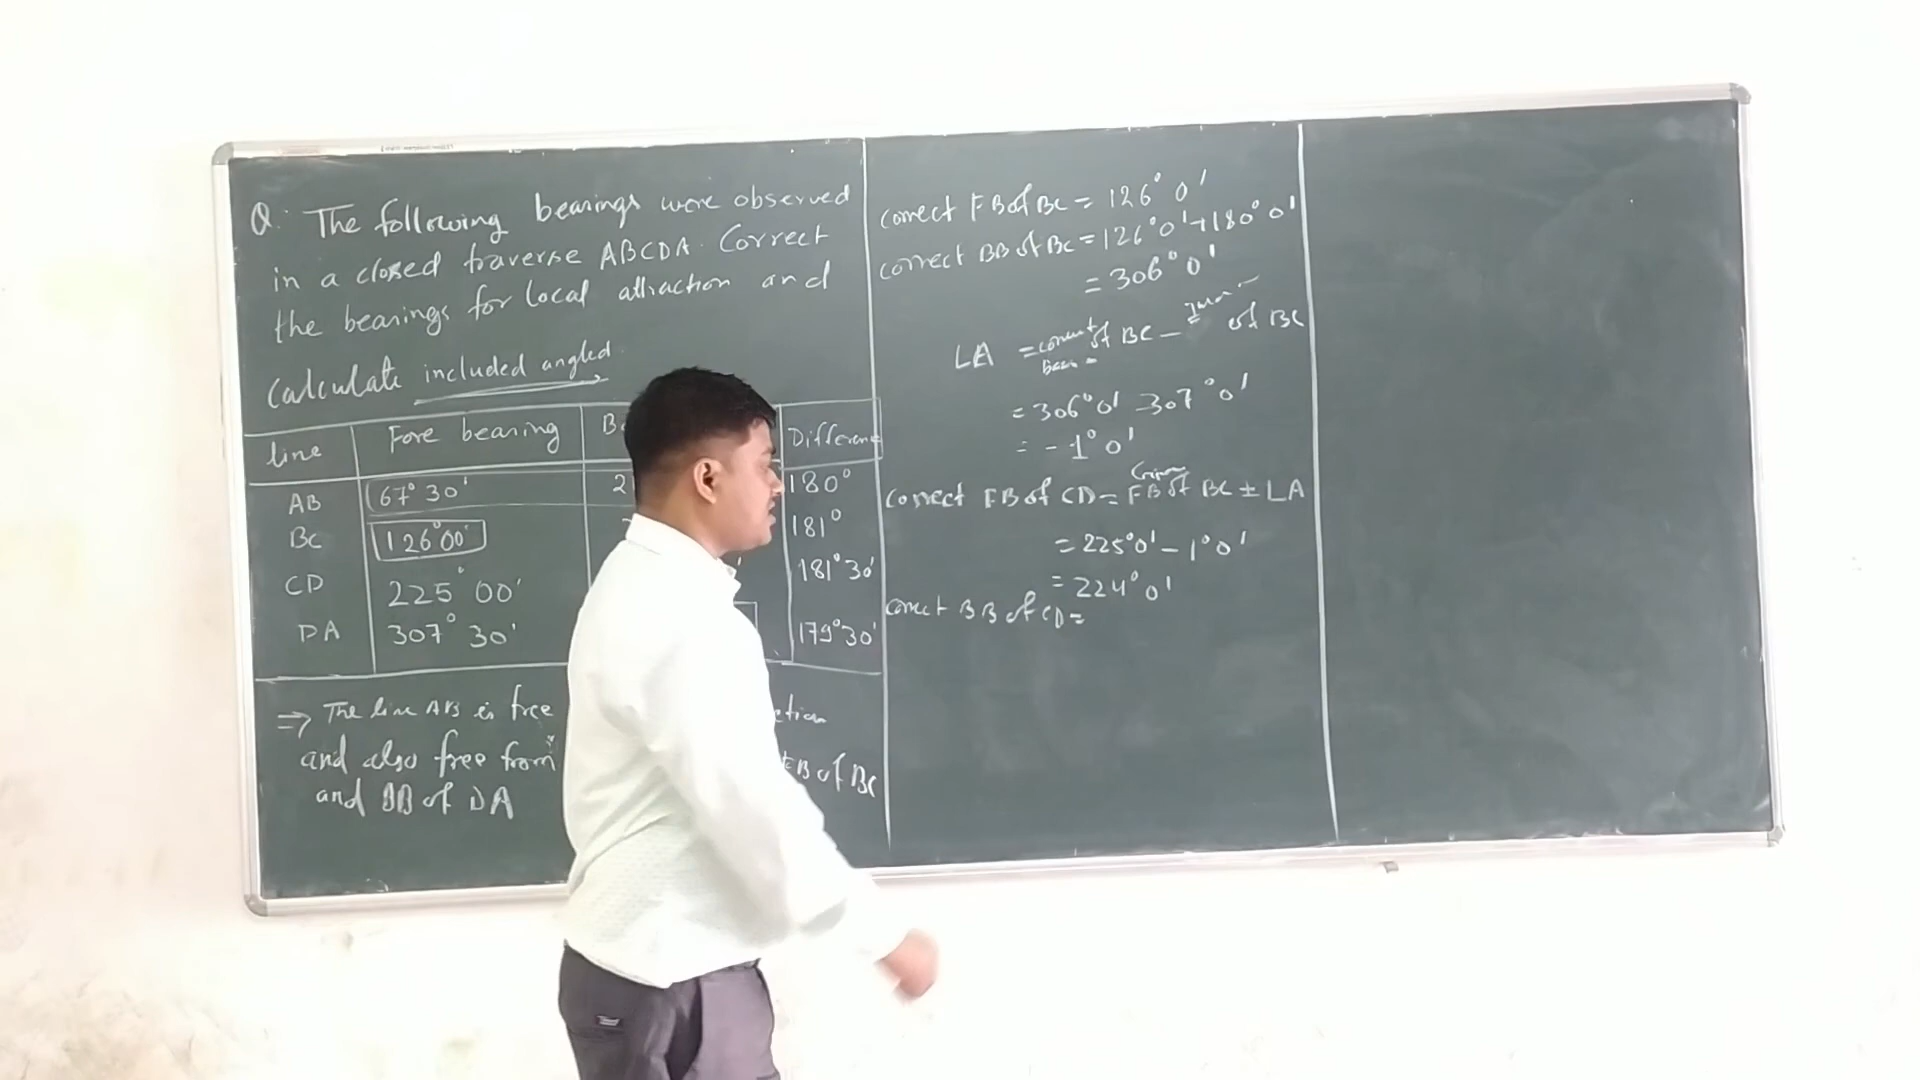 Q. The following bearings were observed
in a closed traverse ABCDA. Correct
the bearings for local attraction and
calculate included angled
line Fore bearing B Difference
AB 67° 30' 2 180°
BC 126° 00' 181°
CD 225° 00' 181° 30'
DA 307° 30' 179° 30'
⇒ The line AB is free ction
and also free from FB of BC
and BB of DA
correct FB of BC = 126° 0'
correct BB of BC = 126° 0' + 180° 0'
= 306° 0'
LA = correct of BC - of BC
= 306° 0' - 307° 0'
= - 1° 0'
correct FB of CD = FB of BC ± LA
= 225° 0' - 1° 0'
= 224° 0'
correct BB of CD =